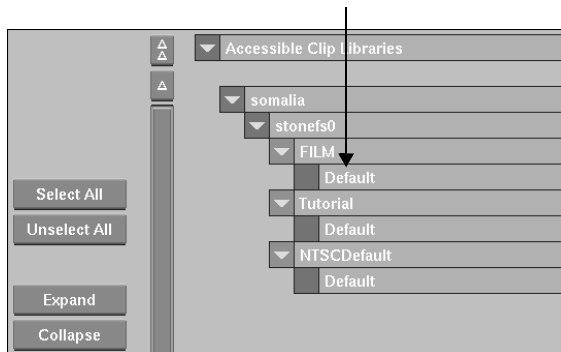 Accessible Clip Libraries
somalia
stonefs0
FILM
Default
Tutorial
Default
NTSCDefault
Default
Select All
Unselect All
Expand
Collapse